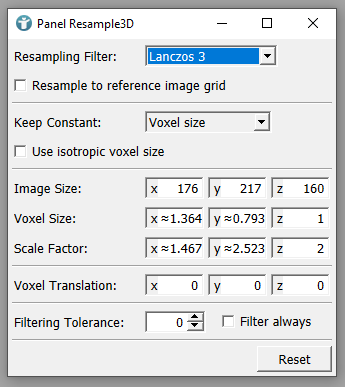 Panel Resample3D
Resampling Filter: Lanczos 3
Resample to reference image grid
Keep Constant: Voxel size
Use isotropic voxel size
Image Size: x 176 y 217 z 160
Voxel Size: x ≈1.364 y ≈0.793 z 1
Scale Factor: x ≈1.467 y ≈2.523 z 2
Voxel Translation: x 0 y 0 z 0
Filtering Tolerance: 0 Filter always
Reset